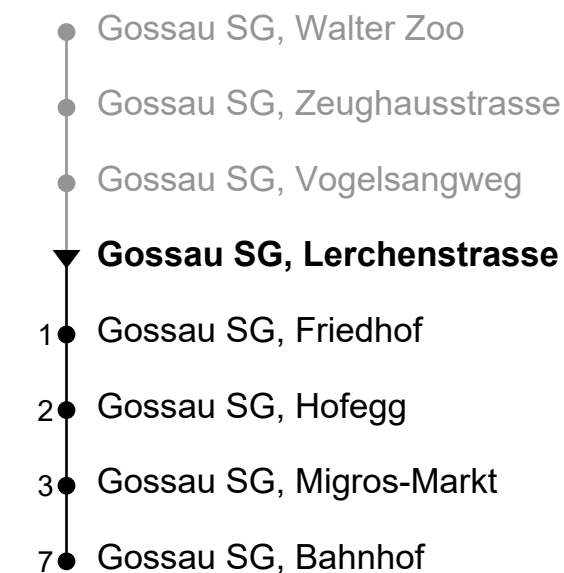 Gossau SG, Walter Zoo
Gossau SG, Zeughausstrasse
Gossau SG, Vogelsangweg
Gossau SG, Lerchenstrasse
1 Gossau SG, Friedhof
2 Gossau SG, Hofegg
3 Gossau SG, Migros-Markt
7 Gossau SG, Bahnhof